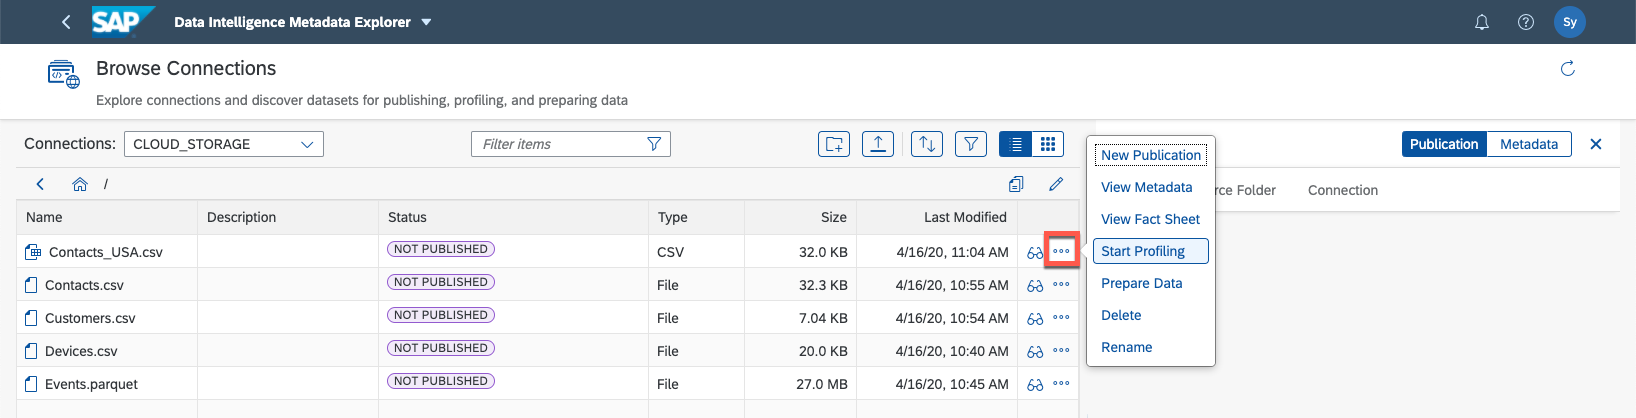 SAP Data Intelligence Metadata Explorer Sy
Browse Connections
Explore connections and discover datasets for publishing, profiling, and preparing data
Connections: CLOUD_STORAGE Filter items Publication Metadata
/
Name Description Status Type Size Last Modified
Contacts_USA.csv NOT PUBLISHED CSV 32.0 KB 4/16/20, 11:04 AM
Contacts.csv NOT PUBLISHED File 32.3 KB 4/16/20, 10:55 AM
Customers.csv NOT PUBLISHED File 7.04 KB 4/16/20, 10:54 AM
Devices.csv NOT PUBLISHED File 20.0 KB 4/16/20, 10:40 AM
Events.parquet NOT PUBLISHED File 27.0 MB 4/16/20, 10:45 AM
New Publication
View Metadata
View Fact Sheet
Start Profiling
Prepare Data
Delete
Rename
rce Folder Connection